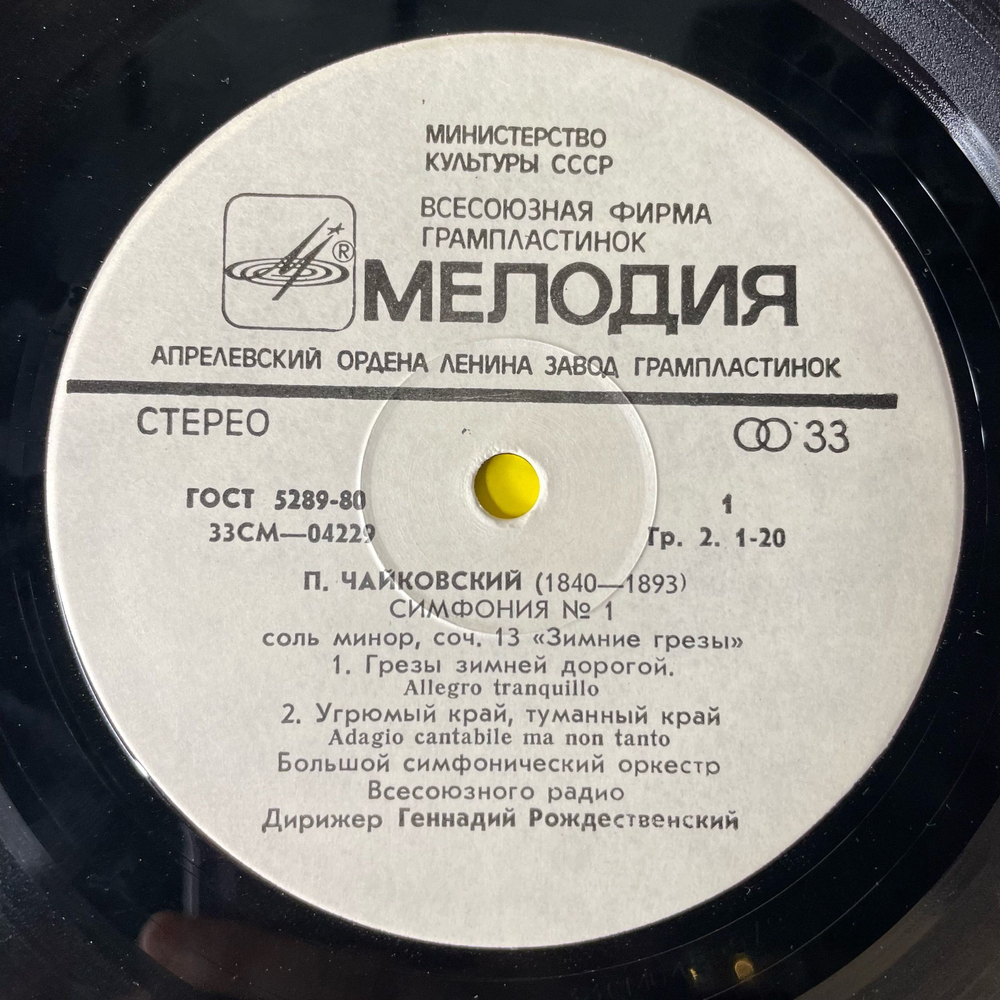 МИНИСТЕРСТВО
КУЛЬТУРЫ СССР
ВСЕСОЮЗНАЯ ФИРМА
ГРАМПЛАСТИНОК
®
МЕЛОДИЯ
АПРЕЛЕВСКИЙ ОРДЕНА ЛЕНИНА ЗАВОД ГРАМПЛАСТИНОК
СТЕРЕО 33
ГОСТ 5289-80 1
33СМ—04229 Гр. 2. 1-20
П. ЧАЙКОВСКИЙ (1840—1893)
СИМФОНИЯ № 1
соль минор, соч. 13 «Зимние грезы»
1. Грезы зимней дорогой.
Allegro tranquillo
2. Угрюмый край, туманный край
Adagio cantabile ma non tanto
Большой симфонический оркестр
Всесоюзного радио
Дирижер Геннадий Рождественский